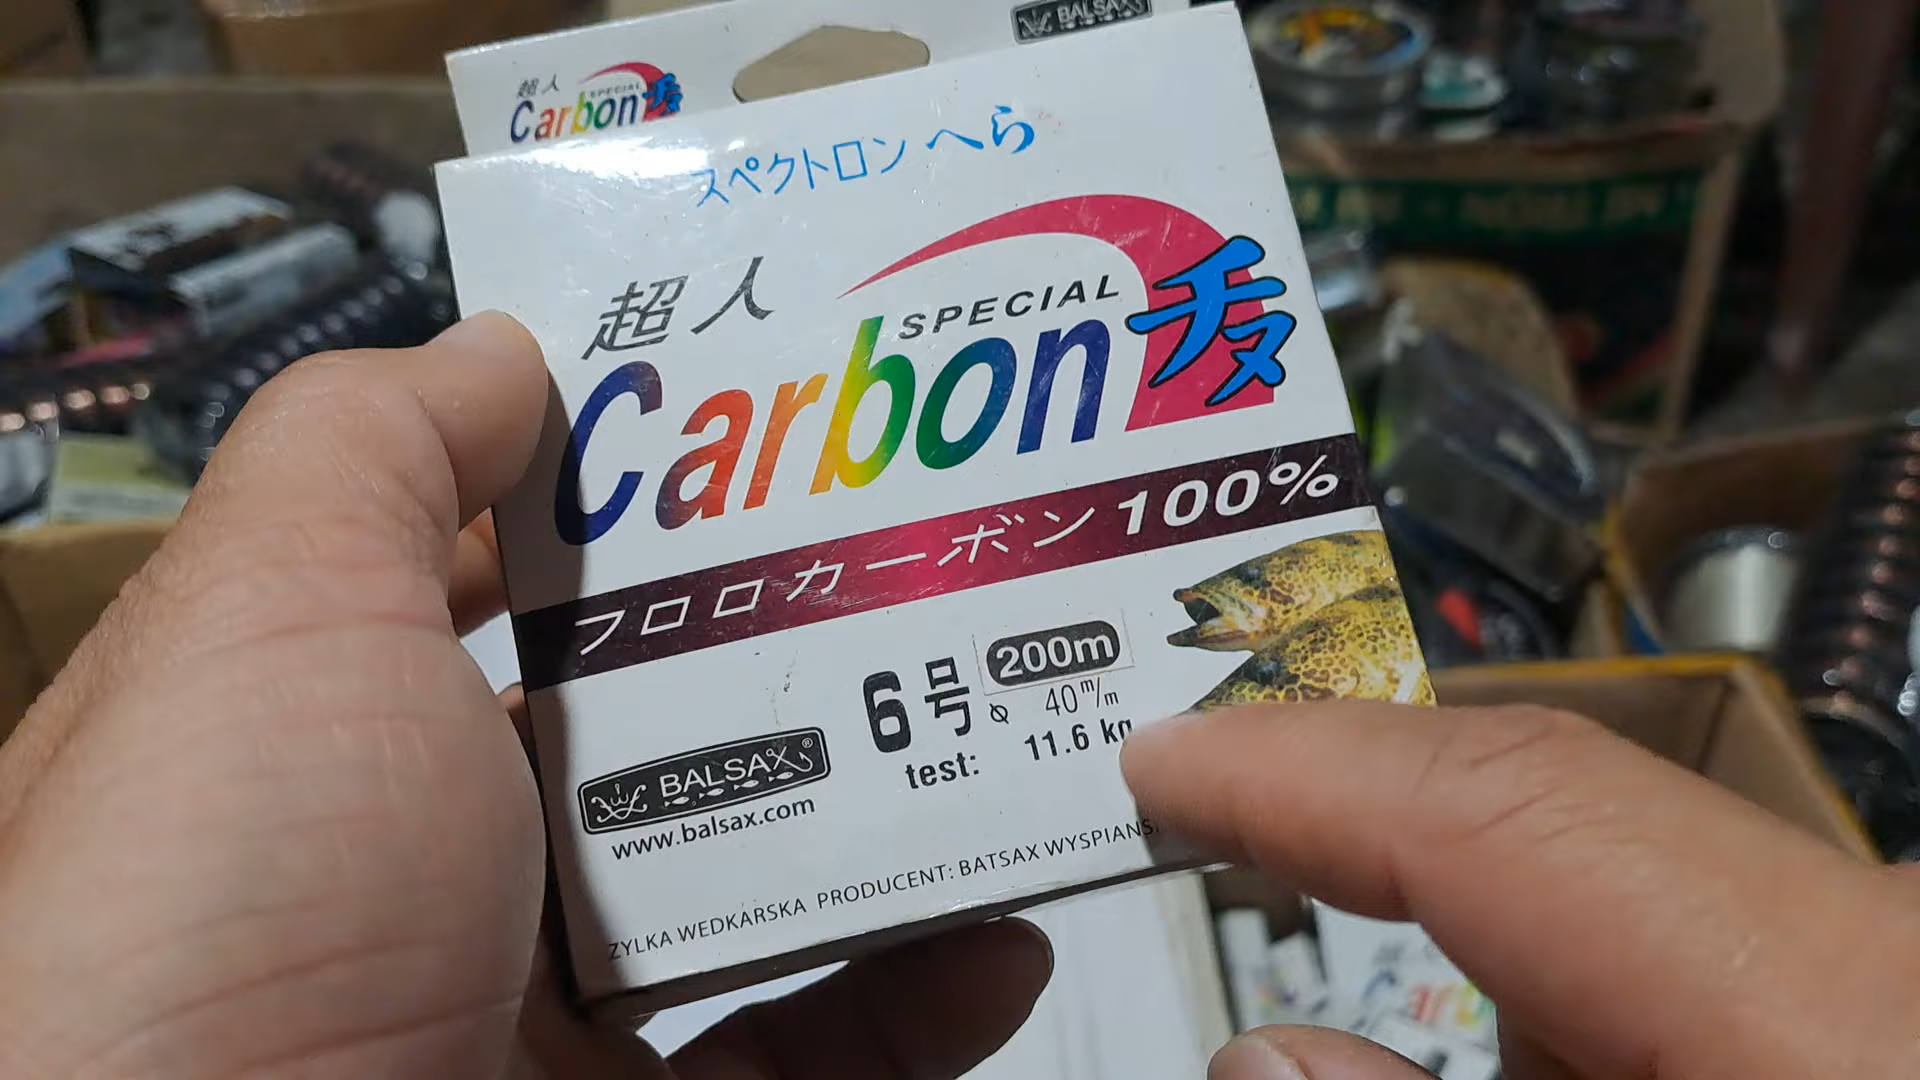 BALSAX
超人
SPECIAL
Carbon チヌ
スペクトロン へら
超人
SPECIAL
Carbon チヌ
フロロカーボン 100%
6号 200m
⌀ 40m/m
test: 11.6 kg
BALSAX®
www.balsax.com
ZYLKA WEDKARSKA PRODUCENT: BATSAX